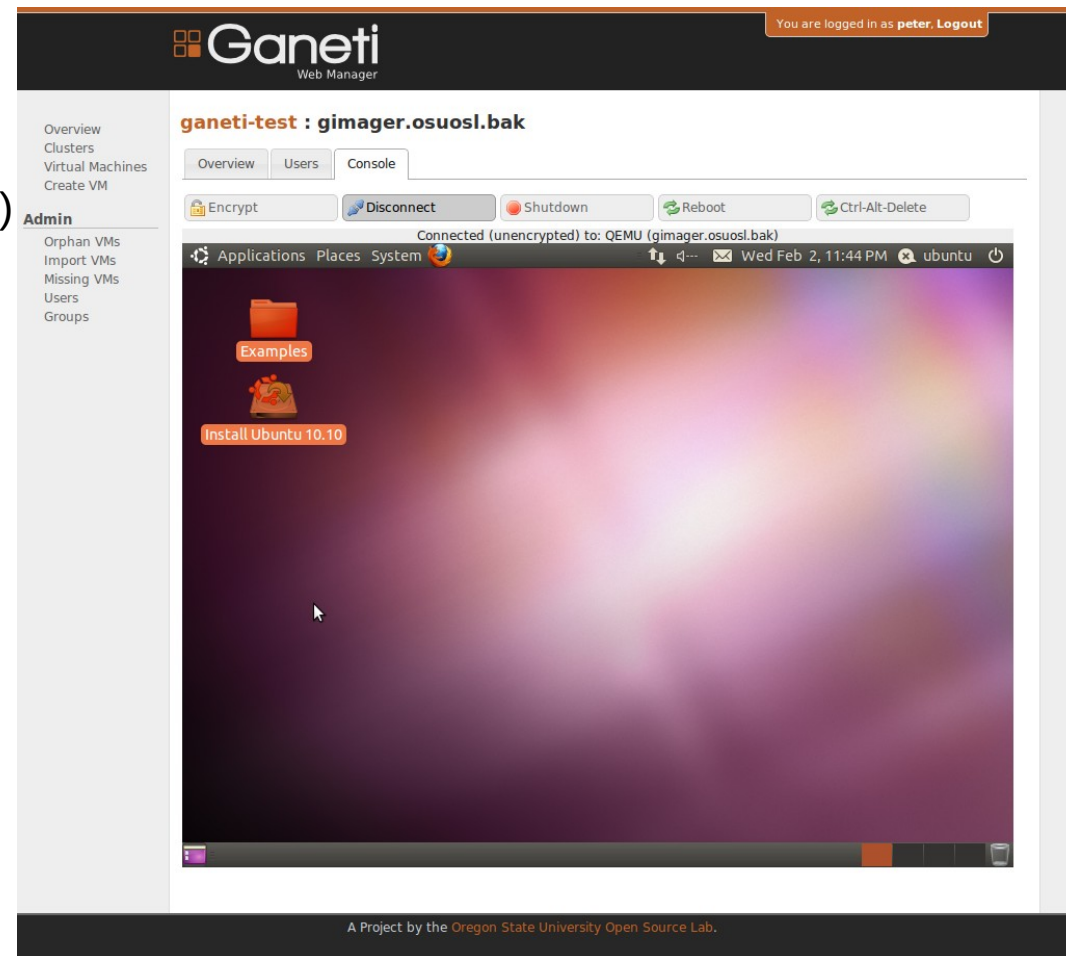 You are logged in as peter, Logout
Ganeti
Web Manager
Overview
Clusters
Virtual Machines
Create VM
)
Admin
Orphan VMs
Import VMs
Missing VMs
Users
Groups
ganeti-test : gimager.osuosl.bak
Overview Users Console
Encrypt Disconnect Shutdown Reboot Ctrl-Alt-Delete
Connected (unencrypted) to: QEMU (gimager.osuosl.bak)
Applications Places System Wed Feb 2, 11:44 PM ubuntu
Examples
Install Ubuntu 10.10
A Project by the Oregon State University Open Source Lab.